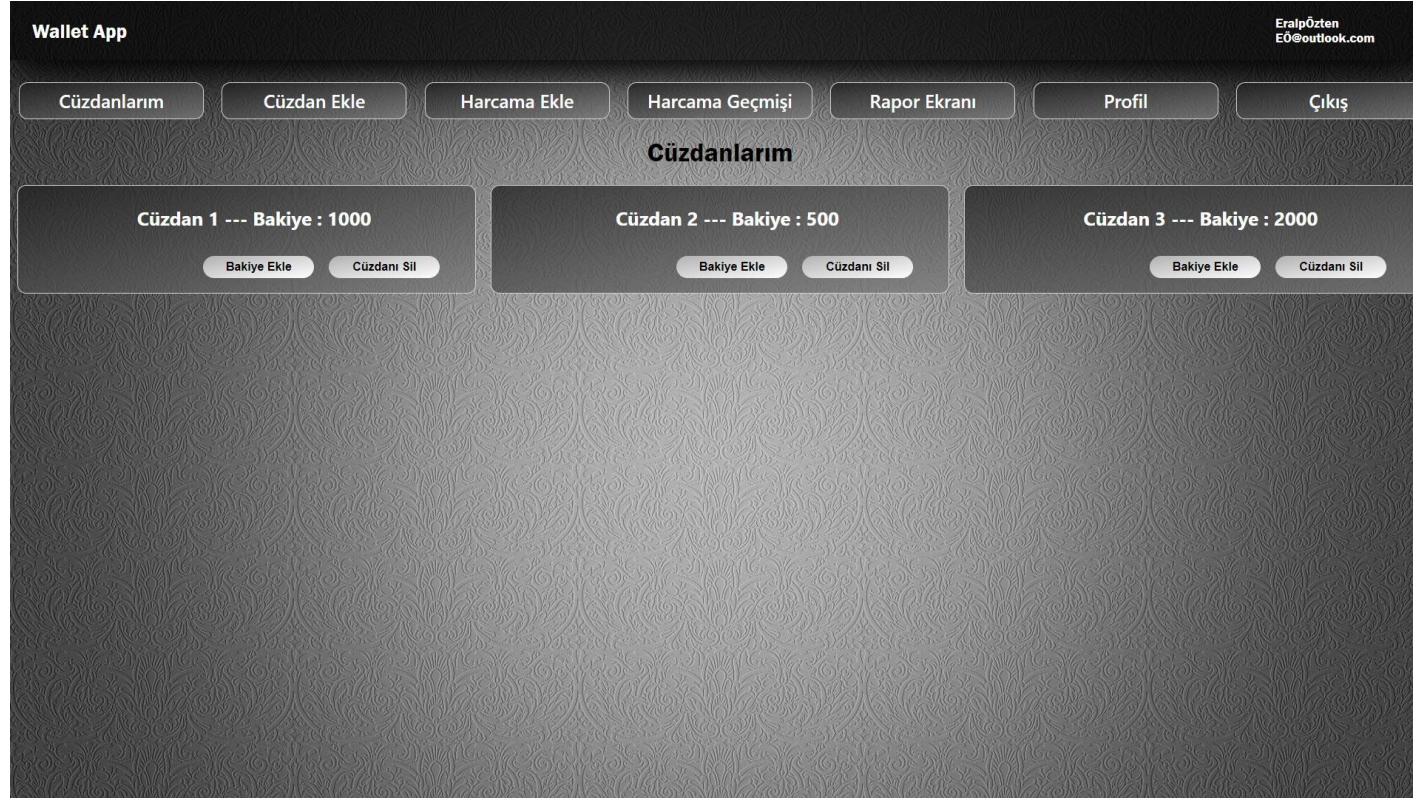 Wallet App
EralpÖzten
EÖ@outlook.com
Cüzdanlarım
Cüzdan Ekle
Harcama Ekle
Harcama Geçmişi
Rapor Ekranı
Profil
Çıkış
Cüzdanlarım
Cüzdan 1 --- Bakiye : 1000
Bakiye Ekle
Cüzdanı Sil
Cüzdan 2 --- Bakiye : 500
Bakiye Ekle
Cüzdanı Sil
Cüzdan 3 --- Bakiye : 2000
Bakiye Ekle
Cüzdanı Sil